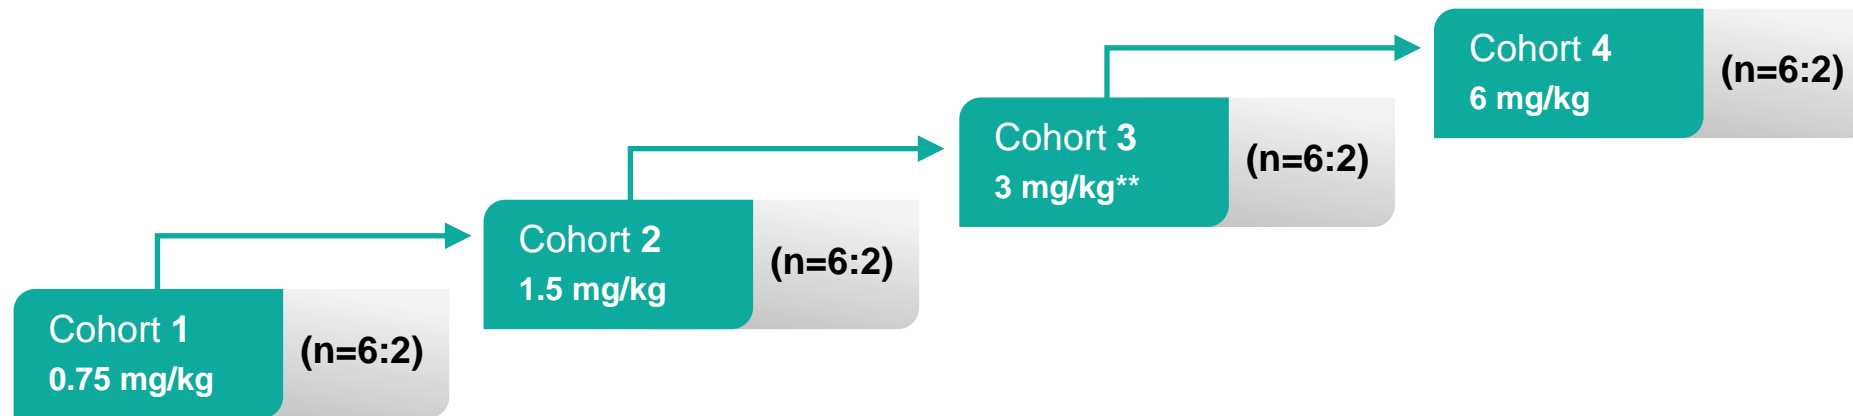 Cohort 1
0.75 mg/kg
(n=6:2)
Cohort 2
1.5 mg/kg
(n=6:2)
Cohort 3
3 mg/kg**
(n=6:2)
Cohort 4
6 mg/kg
(n=6:2)